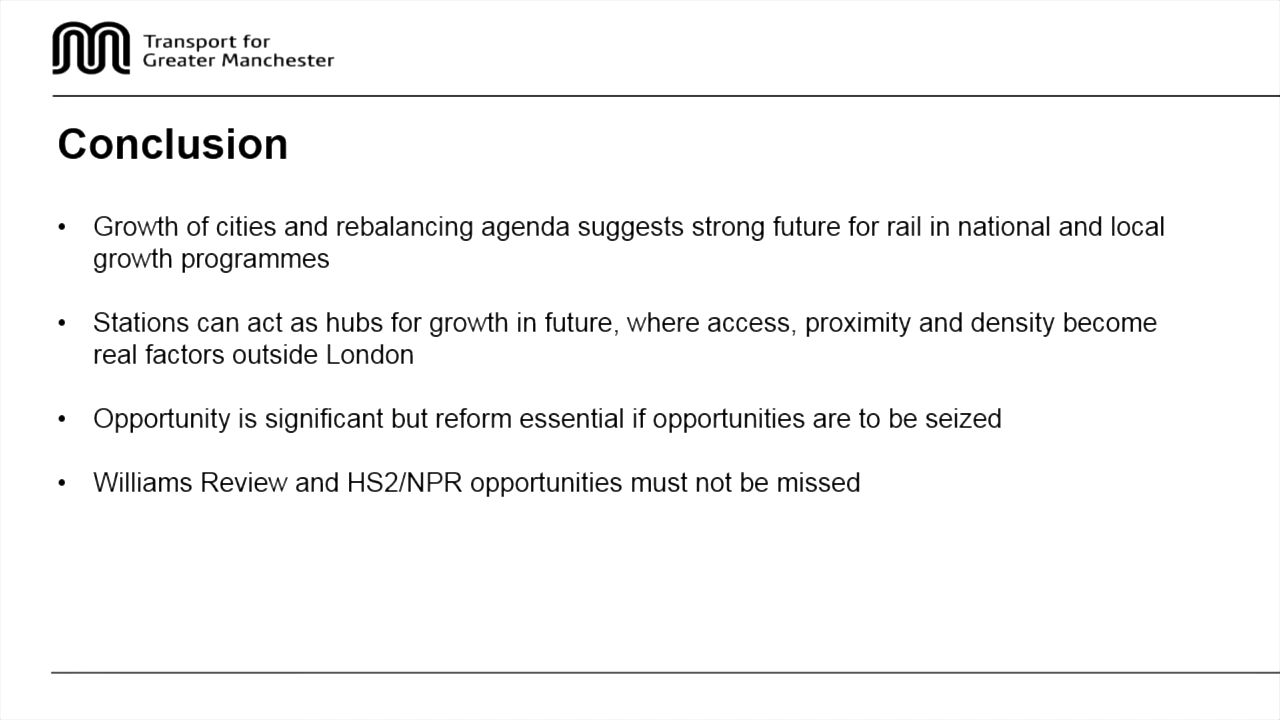 Transport for
Greater Manchester
Conclusion
• Growth of cities and rebalancing agenda suggests strong future for rail in national and local
growth programmes
• Stations can act as hubs for growth in future, where access, proximity and density become
real factors outside London
• Opportunity is significant but reform essential if opportunities are to be seized
• Williams Review and HS2/NPR opportunities must not be missed